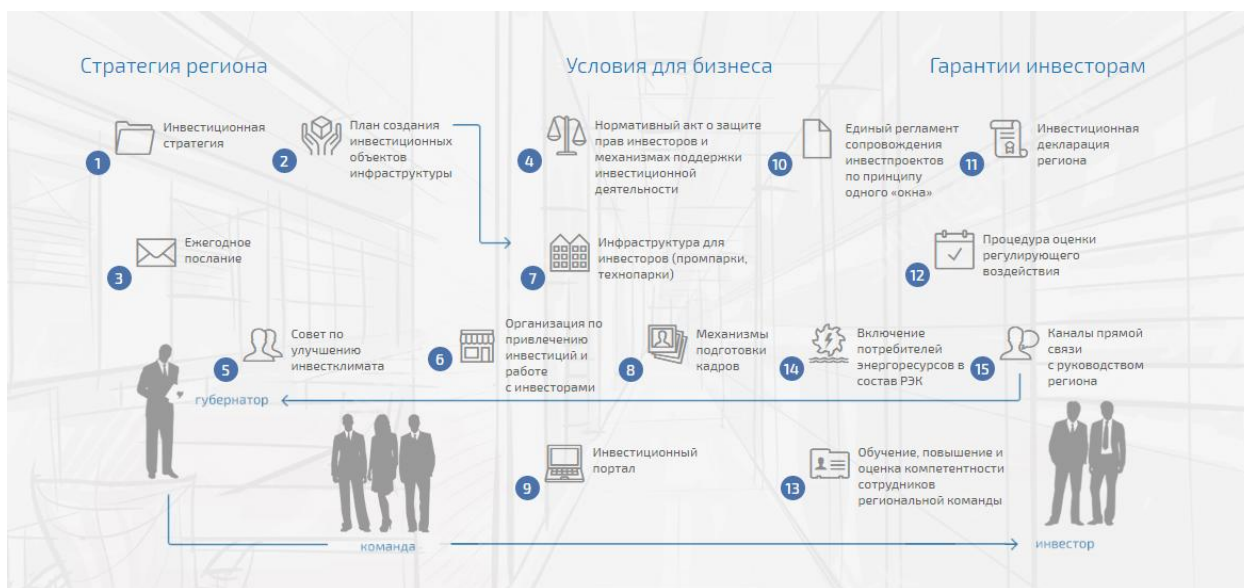 Стратегия региона
Условия для бизнеса
Гарантии инвесторам
1
Инвестиционная
стратегия
2
План создания
инвестиционных
объектов
инфраструктуры
4
Нормативный акт о защите
прав инвесторов и
механизмах поддержки
инвестиционной
деятельности
10
Единый регламент
сопровождения
инвестпроектов
по принципу
одного «окна»
11
Инвестиционная
декларация
региона
3
Ежегодное
послание
7
Инфраструктура для
инвесторов (промпарки,
технопарки)
12
Процедура оценки
регулирующего
воздействия
5
Совет по
улучшению
инвестклимата
6
Организация по
привлечению
инвестиций и
работе
с инвесторами
8
Механизмы
подготовки
кадров
14
Включение
потребителей
энергоресурсов в
состав РЭК
15
Каналы прямой
связи
с руководством
региона
губернатор
9
Инвестиционный
портал
13
Обучение, повышение и
оценка компетентности
сотрудников
региональной команды
команда
инвестор